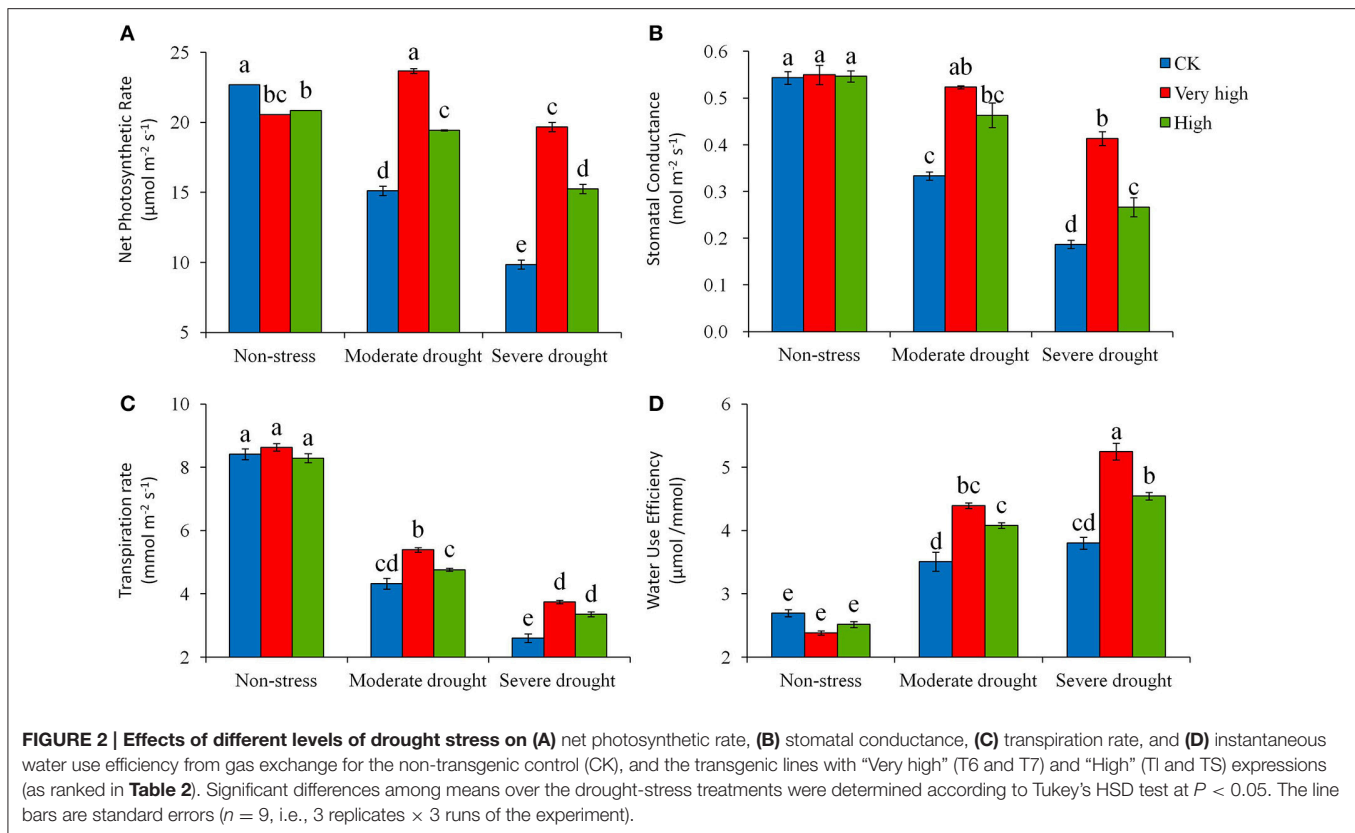 A
25
20
15
10
5
Net Photosynthetic Rate
(µmol m⁻² s⁻¹)
a
bc
b
d
a
c
e
c
d
Non-stress
Moderate drought
Severe drought
B
0.6
0.5
0.4
0.3
0.2
0.1
0.0
Stomatal Conductance
(mol m⁻² s⁻¹)
a
a
a
c
ab
bc
d
b
c
Non-stress
Moderate drought
Severe drought
CK
Very high
High
C
10
8
6
4
2
Transpiration rate
(mmol m⁻² s⁻¹)
a
a
a
cd
b
c
e
d
d
Non-stress
Moderate drought
Severe drought
D
6
5
4
3
2
Water Use Efficiency
(µmol /mmol)
e
e
e
d
bc
c
cd
a
b
Non-stress
Moderate drought
Severe drought
FIGURE 2 | Effects of different levels of drought stress on (A) net photosynthetic rate, (B) stomatal conductance, (C) transpiration rate, and (D) instantaneous
water use efficiency from gas exchange for the non-transgenic control (CK), and the transgenic lines with “Very high” (T6 and T7) and “High” (TI and TS) expressions
(as ranked in Table 2). Significant differences among means over the drought-stress treatments were determined according to Tukey’s HSD test at P < 0.05. The line
bars are standard errors (n = 9, i.e., 3 replicates × 3 runs of the experiment).